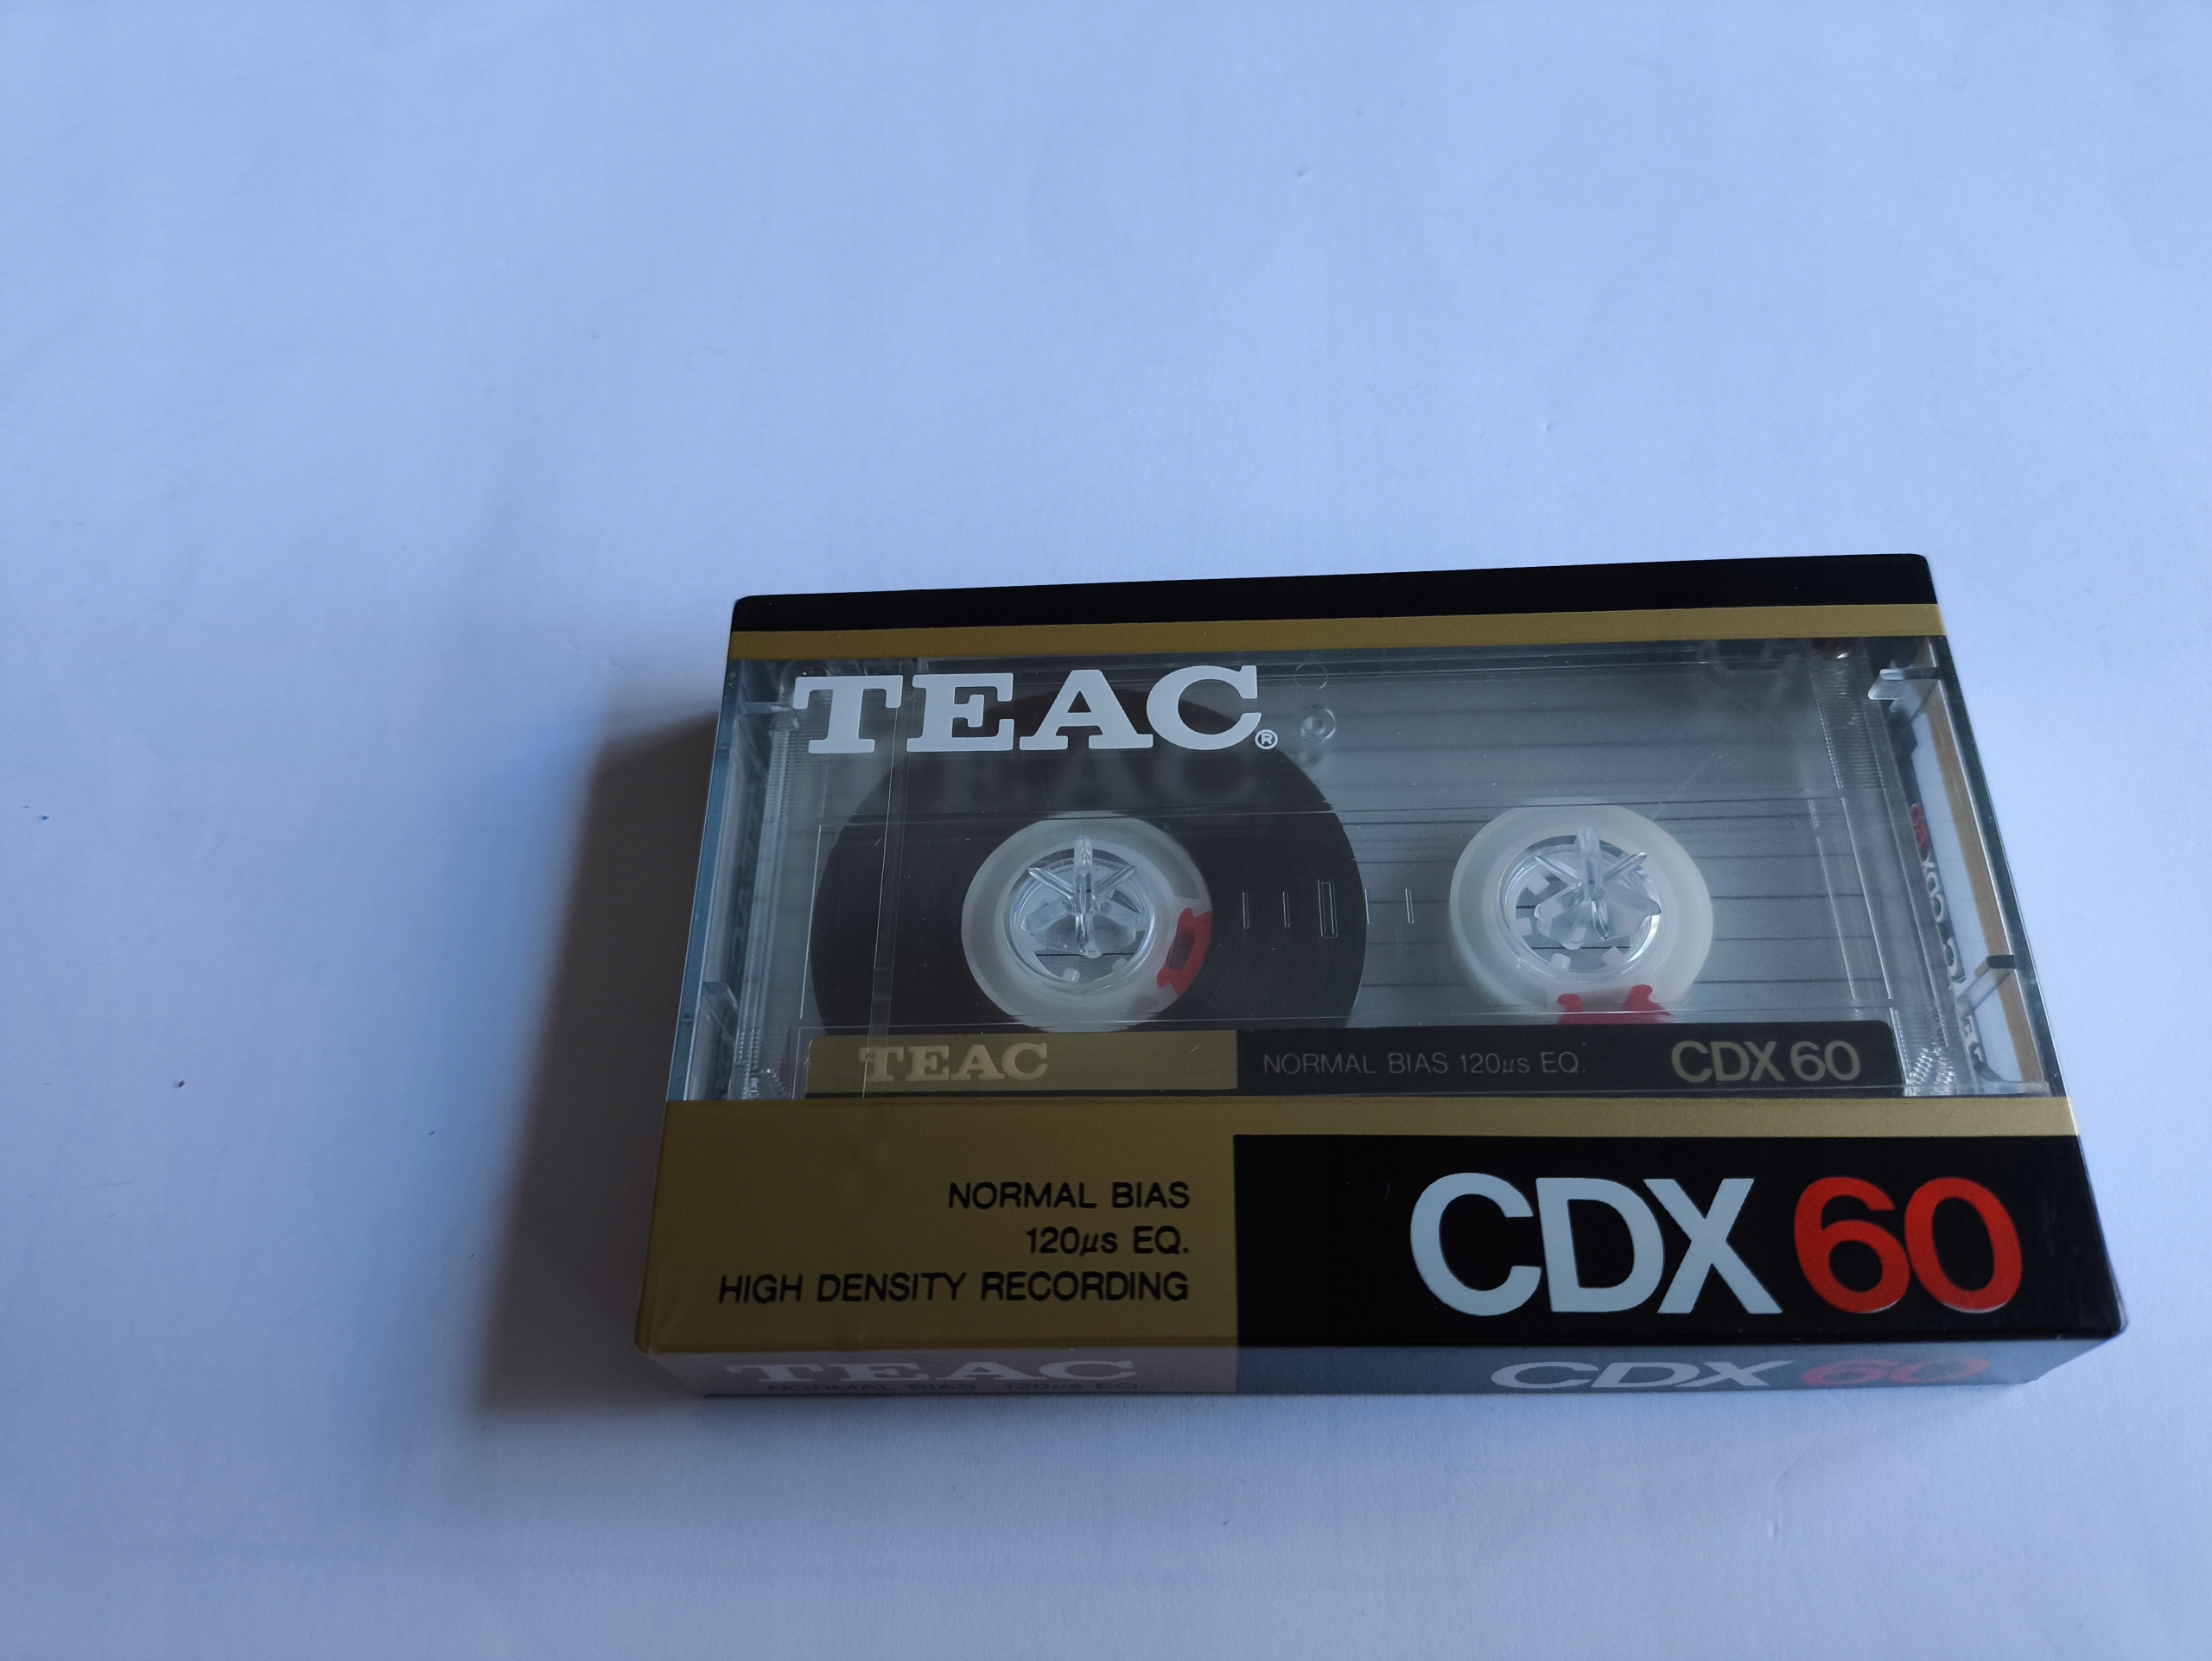 TEAC®
TEAC NORMAL BIAS 120µs EQ. CDX 60
NORMAL BIAS
120µs EQ.
HIGH DENSITY RECORDING
CDX 60
TEAC CDX 60
NORMAL BIAS 120µs EQ.